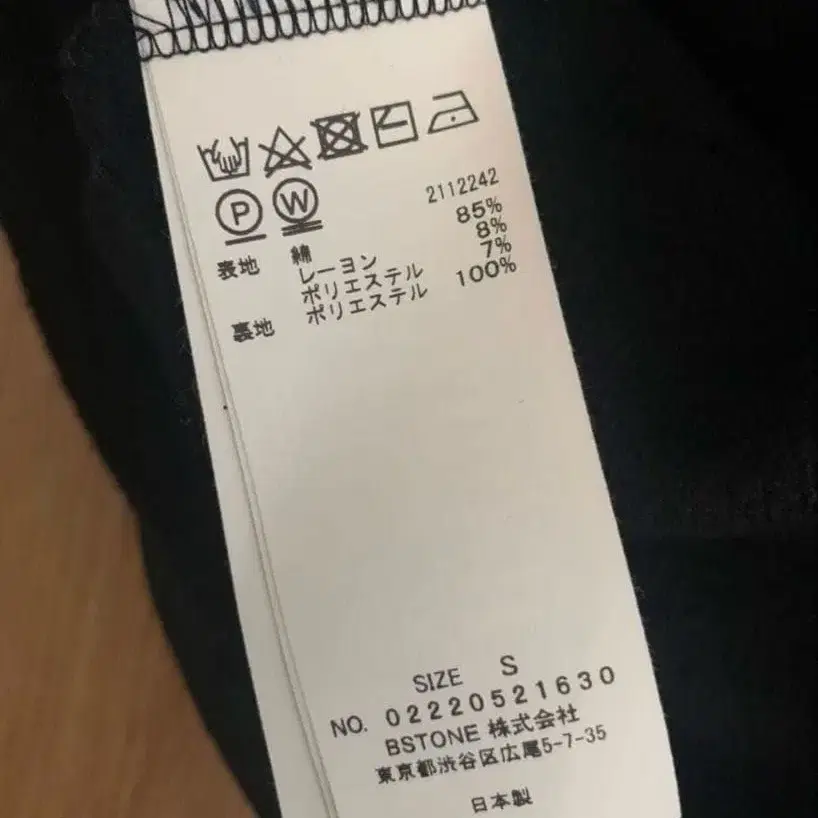 P W
2112242
表地 綿 85%
レーヨン 8%
ポリエステル 7%
裏地 ポリエステル 100%
SIZE S
NO. 02220521630
BSTONE 株式会社
東京都渋谷区広尾5-7-35
日本製